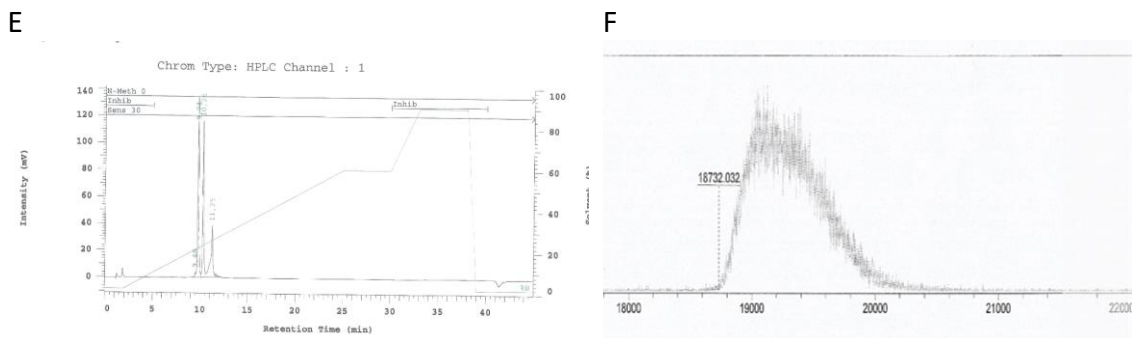 E
F
Chrom Type: HPLC Channel : 1
N-Meth 0
Inhib
Sens 30
Inhib
140
120
100
80
60
40
20
0
Intensity (mV)
100
80
60
40
20
0
11.25
0 5 10 15 20 25 30 35 40
Retention Time (min)
18732.032
18000 19000 20000 21000 22000